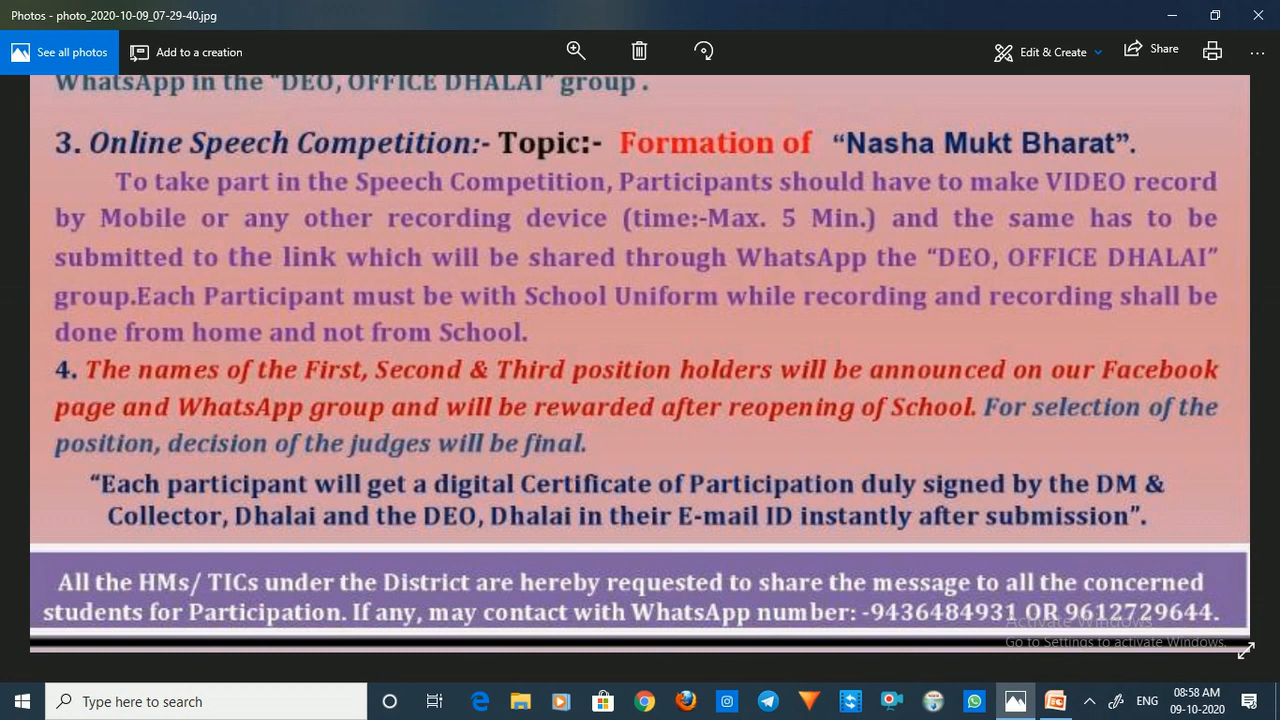 Photos - photo_2020-10-09_07-29-40.jpg
See all photos
Add to a creation
Edit & Create
Share
WhatsApp in the “DEO, OFFICE DHALAI” group .
3. Online Speech Competition:- Topic:- Formation of “Nasha Mukt Bharat”.
To take part in the Speech Competition, Participants should have to make VIDEO record
by Mobile or any other recording device (time:-Max. 5 Min.) and the same has to be
submitted to the link which will be shared through WhatsApp the “DEO, OFFICE DHALAI”
group.Each Participant must be with School Uniform while recording and recording shall be
done from home and not from School.
4. The names of the First, Second & Third position holders will be announced on our Facebook
page and WhatsApp group and will be rewarded after reopening of School. For selection of the
position, decision of the judges will be final.
“Each participant will get a digital Certificate of Participation duly signed by the DM &
Collector, Dhalai and the DEO, Dhalai in their E-mail ID instantly after submission”.
All the HMs/ TICs under the District are hereby requested to share the message to all the concerned
students for Participation. If any, may contact with WhatsApp number: -9436484931 OR 9612729644.
Activate Windows
Go to Settings to activate Windows.
Type here to search
ENG
08:58 AM
09-10-2020